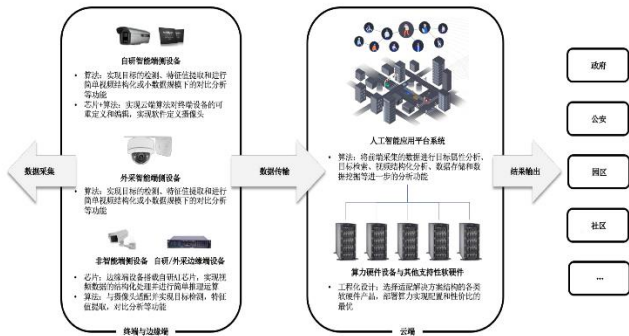 自研智能端侧设备
• 算法：实现目标的检测、特征值提取和进行
简单视频结构化或小数据规模下的对比分析
等功能
• 芯片+算法：实现云端算法对终端设备的可
重定义和编辑，实现软件定义摄像头
数据采集
外采智能端侧设备
• 算法：实现目标的检测、特征值提取和进行
简单视频结构化或小数据规模下的对比分析
等功能
非智能端侧设备 自研/外采边缘端设备
• 芯片：边缘端设备搭载自研AI芯片，实现视
频数据的结构化处理并进行简单推理运算
• 算法：与摄像头适配并实现目标检测，特征
值提取，对比分析等功能
终端与边缘端
数据传输
人工智能应用平台系统
• 算法：将前端采集的数据进行目标属性分析、
目标检索、视频结构化分析、数据存储和数
据挖掘等进一步的分析功能
算力硬件设备与其他支持性软硬件
• 工程化设计：选择适配解决方案结构的各类
软硬件产品，部署算力实现配置和性价比的
最优
云端
结果输出
政府
公安
园区
社区
...